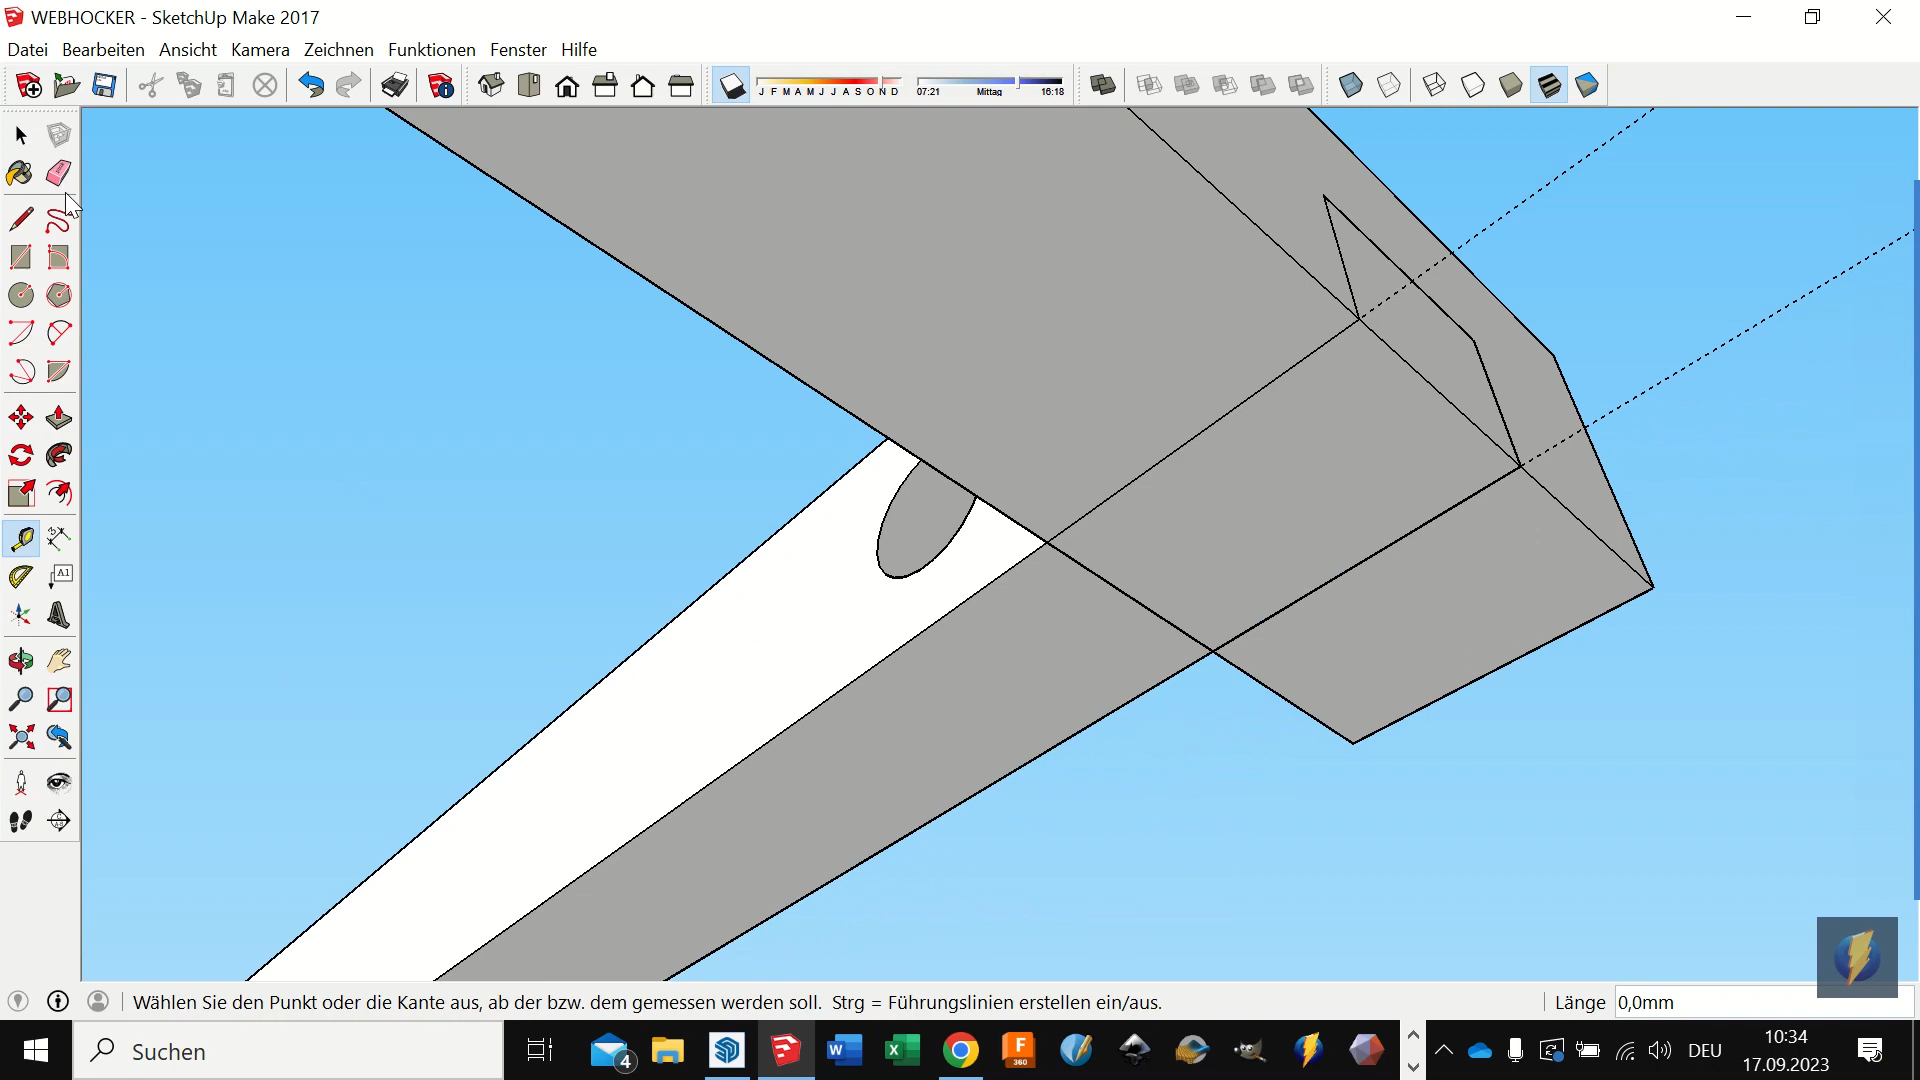 WEBHOCKER - SketchUp Make 2017
Datei Bearbeiten Ansicht Kamera Zeichnen Funktionen Fenster Hilfe
J F M A M J J A S O N D
07:21 Mittag 16:18
A1
Wählen Sie den Punkt oder die Kante aus, ab der bzw. dem gemessen werden soll. Strg = Führungslinien erstellen ein/aus.
Länge 0,0mm
Suchen
4
W
X
F
360
DEU
10:34
17.09.2023